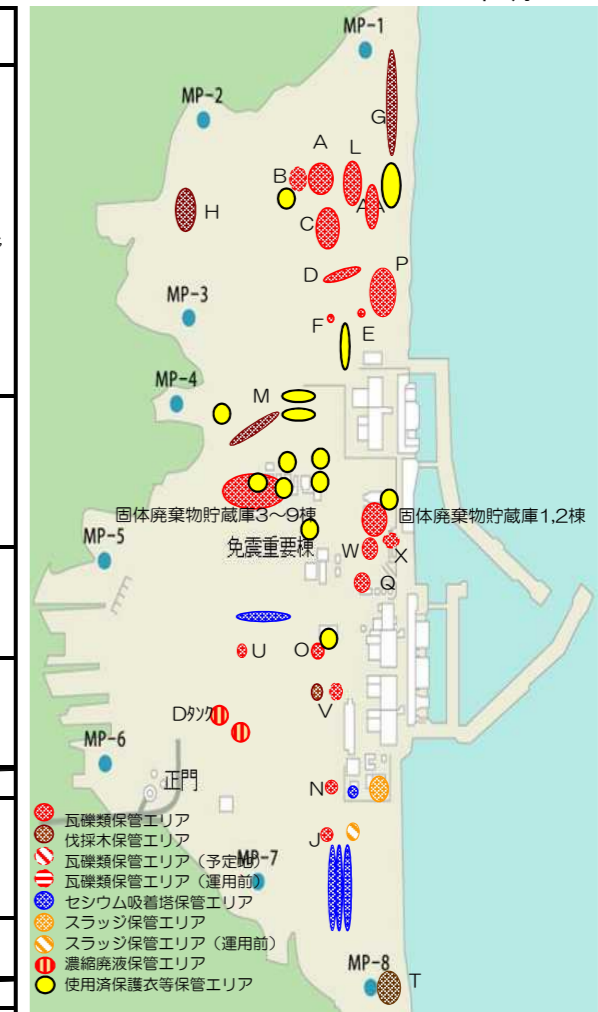 MP-1
G
MP-2
A
L
B
AA
H
C
D
P
MP-3
F
E
MP-4
M
固体廃棄物貯蔵庫3～9棟
固体廃棄物貯蔵庫1,2棟
免震重要棟
W
X
MP-5
Q
U
O
V
Dタンク
MP-6
正門
N
J
瓦礫類保管エリア
伐採木保管エリア
瓦礫類保管エリア（予定地）
MP-7
瓦礫類保管エリア（運用前）
セシウム吸着塔保管エリア
スラッジ保管エリア
スラッジ保管エリア（運用前）
濃縮廃液保管エリア
MP-8
使用済保護衣等保管エリア
T